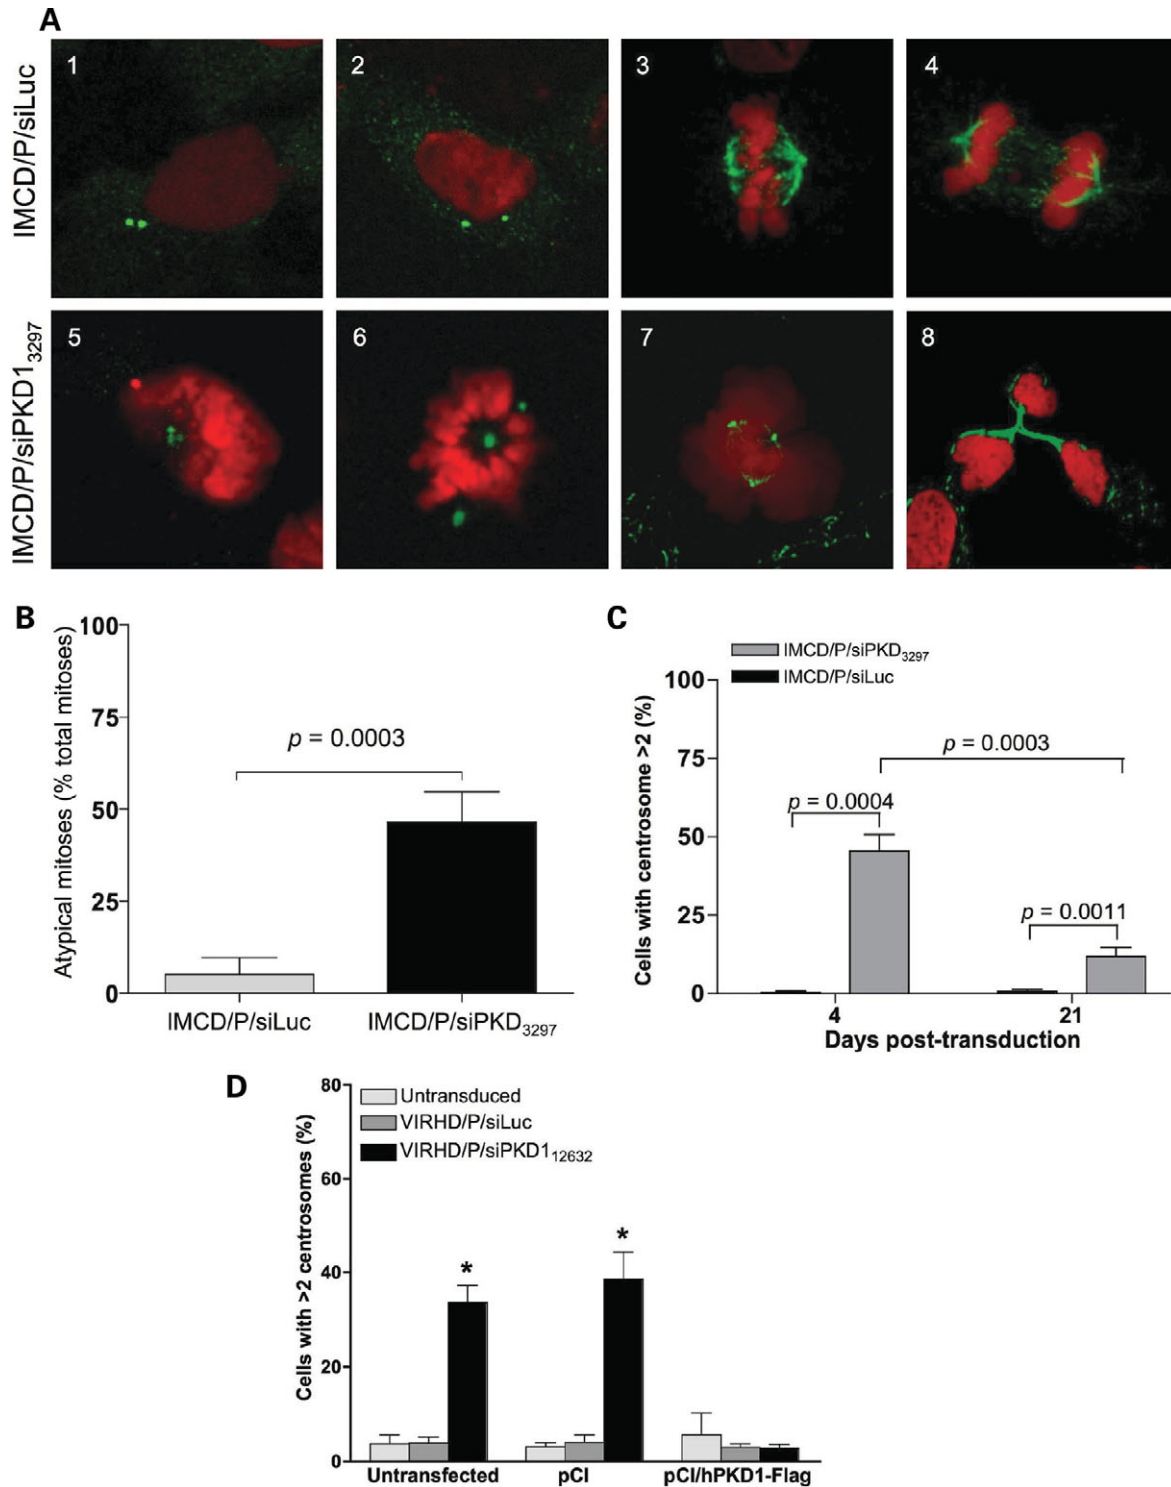 A
IMCD/P/siLuc
1
2
3
4
IMCD/P/siPKD1₃₂₉₇
5
6
7
8
B
Atypical mitoses (% total mitoses)
100
75
50
25
0
p = 0.0003
IMCD/P/siLuc
IMCD/P/siPKD₃₂₉₇
C
IMCD/P/siPKD₃₂₉₇
IMCD/P/siLuc
Cells with centrosome >2 (%)
100
75
50
25
0
p = 0.0003
p = 0.0004
p = 0.0011
4
21
Days post-transduction
D
Untransduced
VIRHD/P/siLuc
VIRHD/P/siPKD1₁₂₆₃₂
Cells with >2 centrosomes (%)
80
60
40
20
0
*
*
Untransfected
pCI
pCI/hPKD1-Flag